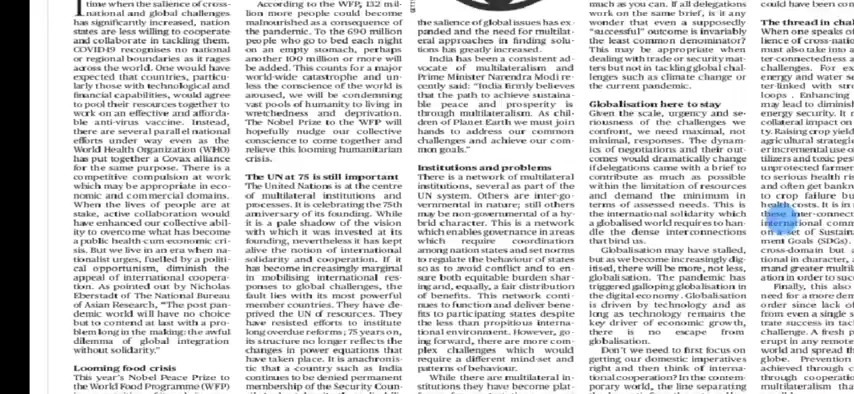 time when the salience of cross-
national and global challenges
has significantly increased, nation
states are less willing to cooperate
and collaborate in tackling them.
COVID-19 recognises no national
or regional boundaries as it rages
across the world. One would have
expected that countries, particu-
larly those with technological and
financial capabilities, would agree
to pool their resources together to
work on an effective and afforda-
ble anti-virus vaccine. Instead,
there are several parallel national
efforts under way even as the
World Health Organization (WHO)
has put together a Covax alliance
for the same purpose. There is a
competitive compulsion at work
which may be appropriate in eco-
nomic and commercial domains.
When the lives of people are at
stake, active collaboration would
have enhanced our collective abil-
ity to overcome what has become
a public health cum economic cri-
sis. But we live in an era when na-
tionalist urges, fuelled by a politi-
cal opportunism, diminish the
appeal of international coopera-
tion. As pointed out by Nicholas
Eberstadt of The National Bureau
of Asian Research, “The post pan-
demic world will have no choice
but to contend at last with a pro-
blem long in the making: the awful
dilemma of global integration
without solidarity.”
Looming food crisis
This year’s Nobel Peace Prize to
the World Food Programme (WFP)
According to the WFP, 132 mil-
lion more people could become
malnourished as a consequence of
the pandemic. To the 690 million
people who go to bed each night
on an empty stomach, perhaps
another 100 million or more will
be added. This counts for a major
world-wide catastrophe and un-
less the conscience of the world is
aroused, we will be condemning
vast pools of humanity to living in
wretchedness and deprivation.
The Nobel Prize to the WFP will
hopefully nudge our collective
conscience to come together and
relieve this looming humanitarian
crisis.
The UN at 75 is still important
The United Nations is at the centre
of multilateral institutions and
processes. It is celebrating the 75th
anniversary of its founding. While
it is a pale shadow of the vision
with which it was invested at its
founding, nevertheless it has kept
alive the notion of international
solidarity and cooperation. If it
has become increasingly marginal
in mobilising international res-
ponses to global challenges, the
fault lies with its most powerful
member countries. They have de-
prived the UN of resources. They
have resisted efforts to institute
long overdue reforms; 75 years on,
its structure no longer reflects the
changes in power equations that
have taken place. It is anachronis-
tic that a country such as India
continues to be denied permanent
membership of the Security Coun-
the salience of global issues has ex-
panded and the need for multilat-
eral approaches in finding solu-
tions has greatly increased.
India has been a consistent ad-
vocate of multilateralism and
Prime Minister Narendra Modi re-
cently said: “India firmly believes
that the path to achieve sustaina-
ble peace and prosperity is
through multilateralism. As chil-
dren of Planet Earth we must join
hands to address our common
challenges and achieve our com-
mon goals.”
Institutions and problems
There is a network of multilateral
institutions, several as part of the
UN system. Others are inter-go-
vernmental in nature; still others
may be non-governmental of a hy-
brid character. This is a network
which enables governance in areas
which require coordination
among nation states and set norms
to regulate the behaviour of states
so as to avoid conflict and to en-
sure both equitable burden shar-
ing and, equally, a fair distribution
of benefits. This network conti-
nues to function and deliver bene-
fits to participating states despite
the less than propitious interna-
tional environment. However, go-
ing forward, there are more com-
plex challenges which would
require a different mind-set and
patterns of behaviour.
While there are multilateral in-
stitutions they have become plat-
much as you can. If all delegations
work on the same brief, is it any
wonder that even a supposedly
“successful” outcome is invariably
the least common denominator?
This may be appropriate when
dealing with trade or security mat-
ters but not in tackling global chal-
lenges such as climate change or
the current pandemic.
Globalisation here to stay
Given the scale, urgency and se-
riousness of the challenges we
confront, we need maximal, not
minimal, responses. The dynam-
ics of negotiations and their out-
comes would dramatically change
if delegations came with a brief to
contribute as much as possible
within the limitation of resources
and demand the minimum in
terms of assessed needs. This is
the international solidarity which
a globalised world requires to han-
dle the dense interconnections
that bind us.
Globalisation may have stalled,
but as we become increasingly dig-
itised, there will be more, not less,
globalisation. The pandemic has
triggered galloping globalisation in
the digital economy. Globalisation
is driven by technology and as
long as technology remains the
key driver of economic growth,
there is no escape from
globalisation.
Don’t we need to first focus on
getting our domestic imperatives
right and then think of interna-
tional cooperation? In the contem-
porary world, the line separating
could have been con
The thread in chal
When one speaks of
lience of cross-natio
must also take into a
ter-connectedness a
challenges. For ex
energy and water se
ter-linked with stro
loops. Enhancing
may lead to diminish
energy security. It m
collateral impact on
ty. Raising crop yield
agricultural strategi
er incremental use o
tilizers and toxic pest
unprotected farmer
to serious health ri
and often get bankr
to crop failure bu
health costs. It is in
these inter-connect
international comm
in a set of Sustain
ment Goals (SDGs).
cross-domain but a
tional in character, a
mand greater multila
ation in order to succ
Finally, this also
need for a more dem
order since lack of
from even a single s
trate success in tac
challenge. A fresh p
erupt in any remote
world and spread th
globe. Prevention
achieved through c
through cooperatio
multilateralism tha